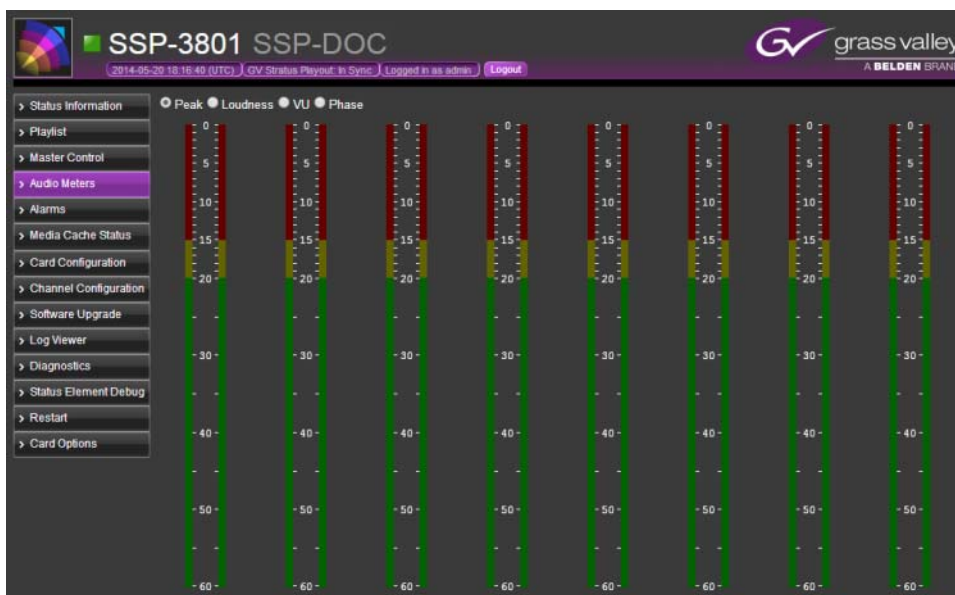 SSP-3801 SSP-DOC
2014-05-20 18:16:40 (UTC) GV Stratus Playout: In Sync Logged in as admin Logout
GV grass valley
A BELDEN BRAND
Status Information
Playlist
Master Control
Audio Meters
Alarms
Media Cache Status
Card Configuration
Channel Configuration
Software Upgrade
Log Viewer
Diagnostics
Status Element Debug
Restart
Card Options
Peak Loudness VU Phase
0 0 0 0 0 0 0 0
5 5 5 5 5 5 5 5
10 10 10 10 10 10 10 10
15 15 15 15 15 15 15 15
20 20 20 20 20 20 20 20
30 30 30 30 30 30 30 30
40 40 40 40 40 40 40 40
50 50 50 50 50 50 50 50
60 60 60 60 60 60 60 60